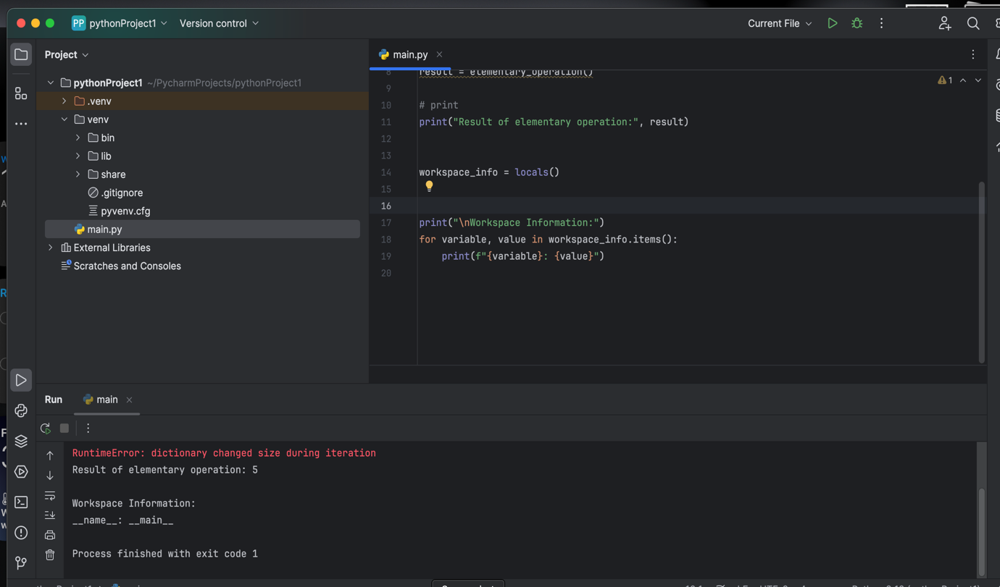 PP pythonProject1 Version control Current File
Project
main.py
pythonProject1 ~/PycharmProjects/pythonProject1
.venv
venv
bin
lib
share
.gitignore
pyvenv.cfg
main.py
External Libraries
Scratches and Consoles
1
8 result = elementary_operation()
9
10 # print
11 print("Result of elementary operation:", result)
12
13
14 workspace_info = locals()
15
16
17 print("\nWorkspace Information:")
18 for variable, value in workspace_info.items():
19 print(f"{variable}: {value}")
20
Run main
RuntimeError: dictionary changed size during iteration
Result of elementary operation: 5
Workspace Information:
__name__: __main__
Process finished with exit code 1